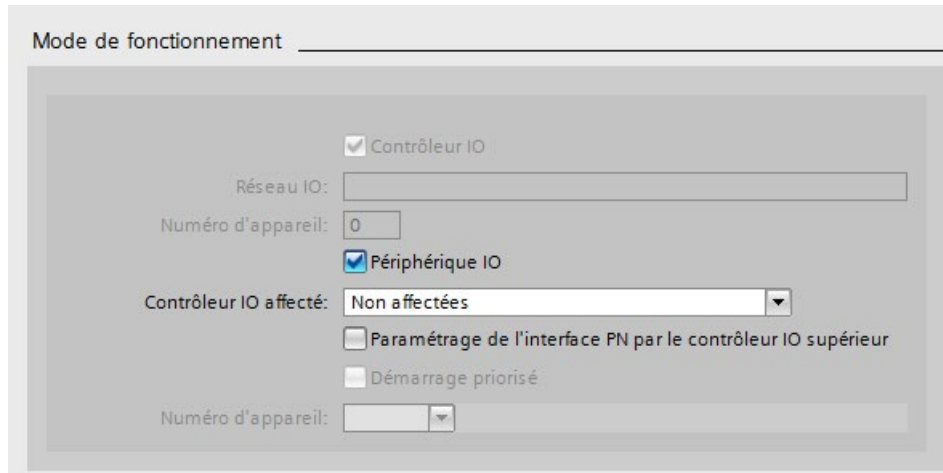 Mode de fonctionnement
Contrôleur IO
Réseau IO:
Numéro d'appareil: 0
Périphérique IO
Contrôleur IO affecté: Non affectées
Paramétrage de l'interface PN par le contrôleur IO supérieur
Démarrage priorisé
Numéro d'appareil: